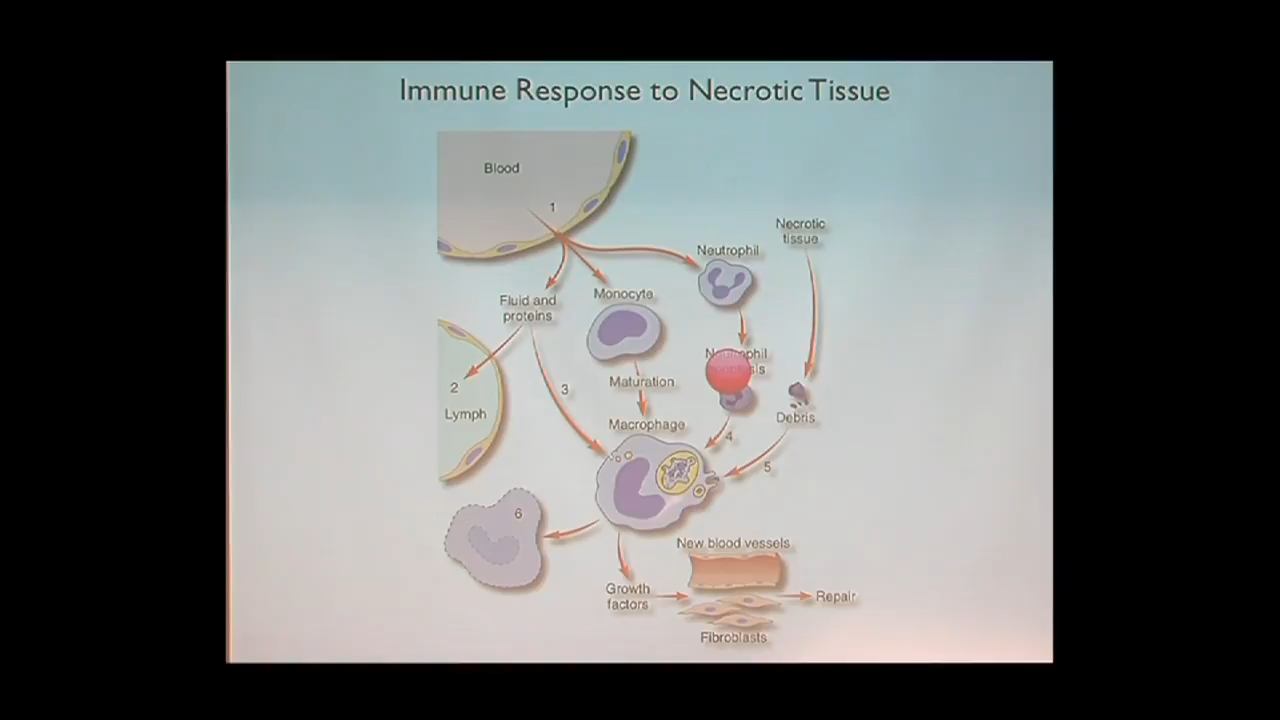 Immune Response to Necrotic Tissue
Blood
1
Necrotic
tissue
Neutrophil
Fluid and
proteins
Monocyte
2
Lymph
3
Maturation
Macrophage
4
Debris
5
6
New blood vessels
Growth
factors
Repair
Fibroblasts